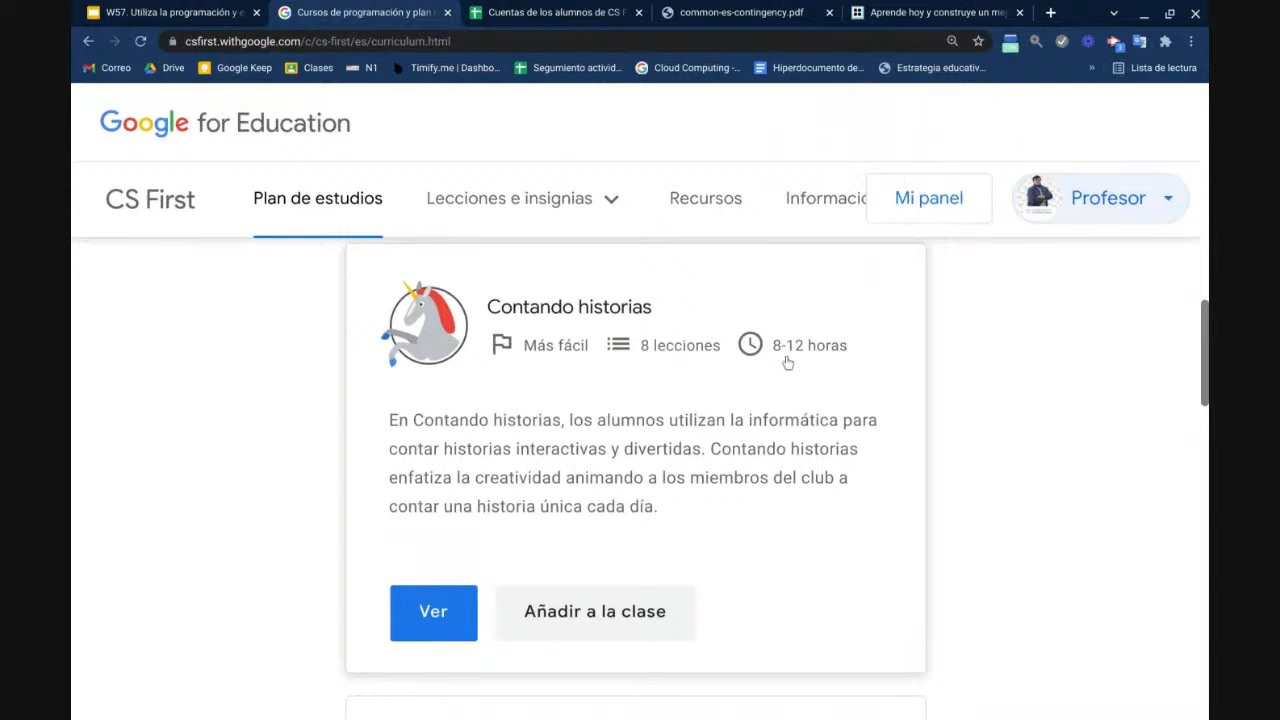 W57. Utiliza la programación y e
Cursos de programación y plan
Cuentas de los alumnos de CS F
common-es-contingency.pdf
Aprende hoy y construye un me
csfirst.withgoogle.com/c/cs-first/es/curriculum.html
Correo
Drive
Google Keep
Clases
N1
Timify.me | Dashbo...
Seguimiento activid...
Cloud Computing -...
Hiperdocumento de...
Estrategia educativ...
»
Lista de lectura
Google for Education
CS First
Plan de estudios
Lecciones e insignias
Recursos
Informació
Mi panel
Profesor
Contando historias
Más fácil
8 lecciones
8-12 horas
En Contando historias, los alumnos utilizan la informática para
contar historias interactivas y divertidas. Contando historias
enfatiza la creatividad animando a los miembros del club a
contar una historia única cada día.
Ver
Añadir a la clase